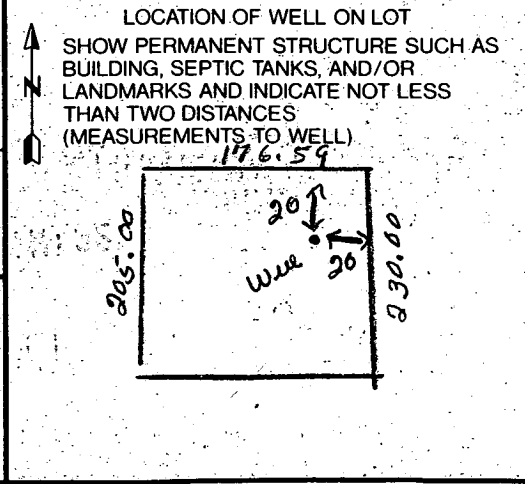 LOCATION OF WELL ON LOT
SHOW PERMANENT STRUCTURE SUCH AS
BUILDING, SEPTIC TANKS, AND/OR
N
LANDMARKS AND INDICATE NOT LESS
THAN TWO DISTANCES
(MEASUREMENTS TO WELL)
176.59
20
205.00
Well
20
230.00